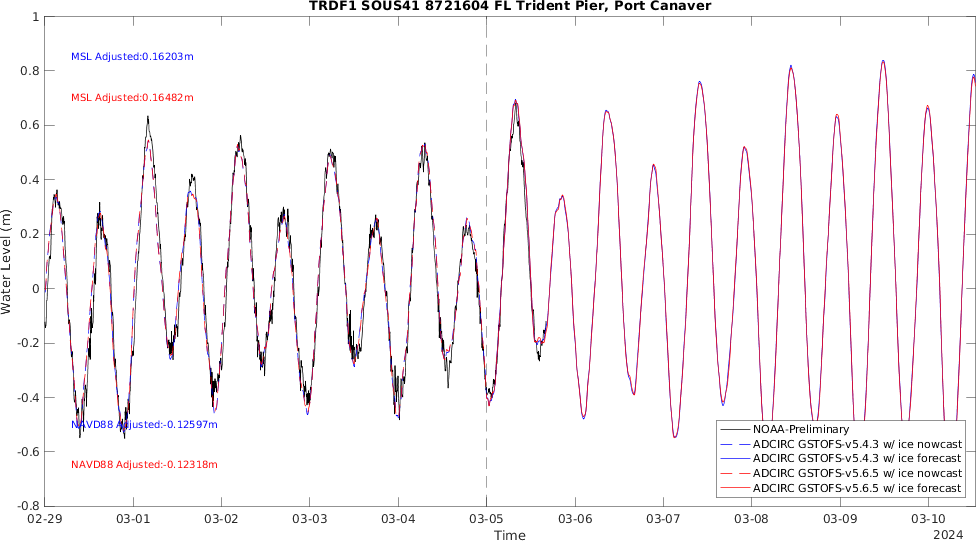 TRDF1 SOUS41 8721604 FL Trident Pier, Port Canaver
1
0.8
0.6
0.4
0.2
0
-0.2
-0.4
-0.6
-0.8
Water Level (m)
MSL Adjusted:0.16203m
MSL Adjusted:0.16482m
NAVD88 Adjusted:-0.12597m
NAVD88 Adjusted:-0.12318m
NOAA-Preliminary
ADCIRC GSTOFS-v5.4.3 w/ ice nowcast
ADCIRC GSTOFS-v5.4.3 w/ ice forecast
ADCIRC GSTOFS-v5.6.5 w/ ice nowcast
ADCIRC GSTOFS-v5.6.5 w/ ice forecast
02-29 03-01 03-02 03-03 03-04 03-05 03-06 03-07 03-08 03-09 03-10
Time
2024